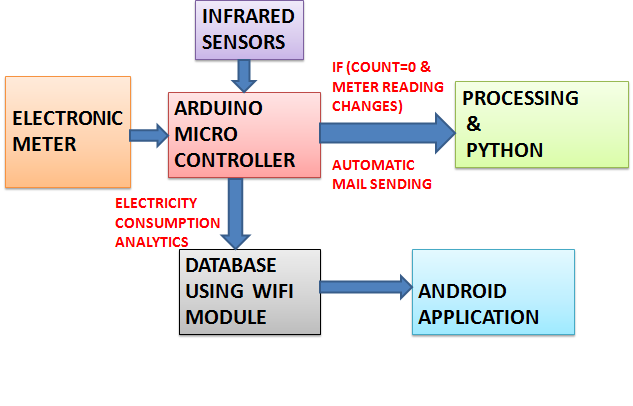 INFRARED
SENSORS
IF (COUNT=0 &
METER READING
CHANGES)
ELECTRONIC
METER
ARDUINO
MICRO
CONTROLLER
PROCESSING
&
PYTHON
AUTOMATIC
MAIL SENDING
ELECTRICITY
CONSUMPTION
ANALYTICS
DATABASE
USING WIFI
MODULE
ANDROID
APPLICATION